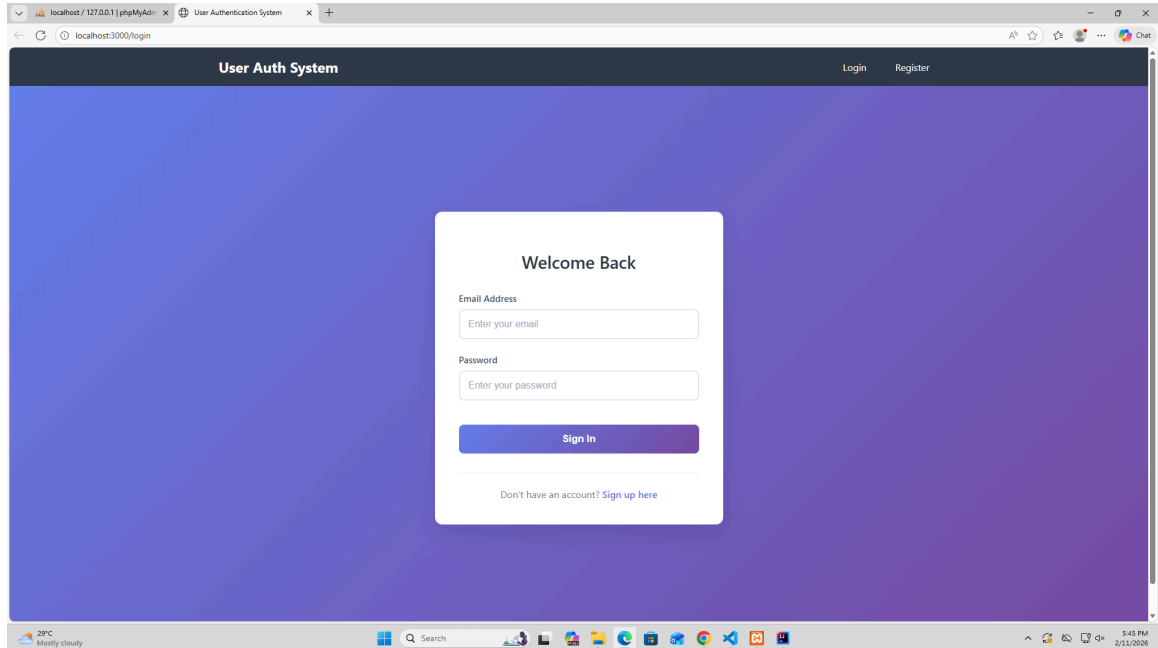 localhost / 127.0.0.1 | phpMyAdm
User Authentication System
localhost:3000/login
Chat
User Auth System
Login
Register
Welcome Back
Email Address
Enter your email
Password
Enter your password
Sign In
Don't have an account? Sign up here
29°C
Mostly cloudy
Search
5:45 PM
2/11/2026